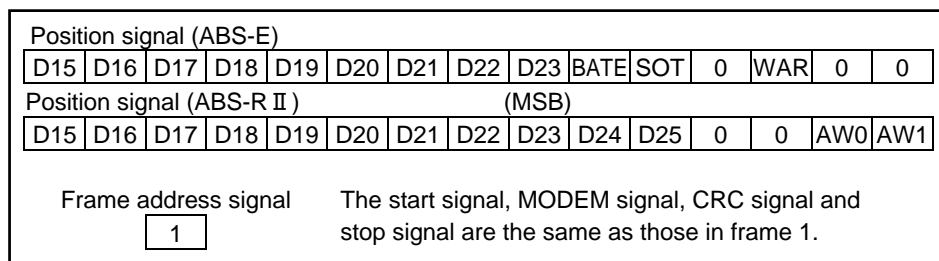 Position signal (ABS-E)
D15 D16 D17 D18 D19 D20 D21 D22 D23 BATE SOT 0 WAR 0 0
Position signal (ABS-R II) (MSB)
D15 D16 D17 D18 D19 D20 D21 D22 D23 D24 D25 0 0 AW0 AW1
Frame address signal The start signal, MODEM signal, CRC signal and
1 stop signal are the same as those in frame 1.